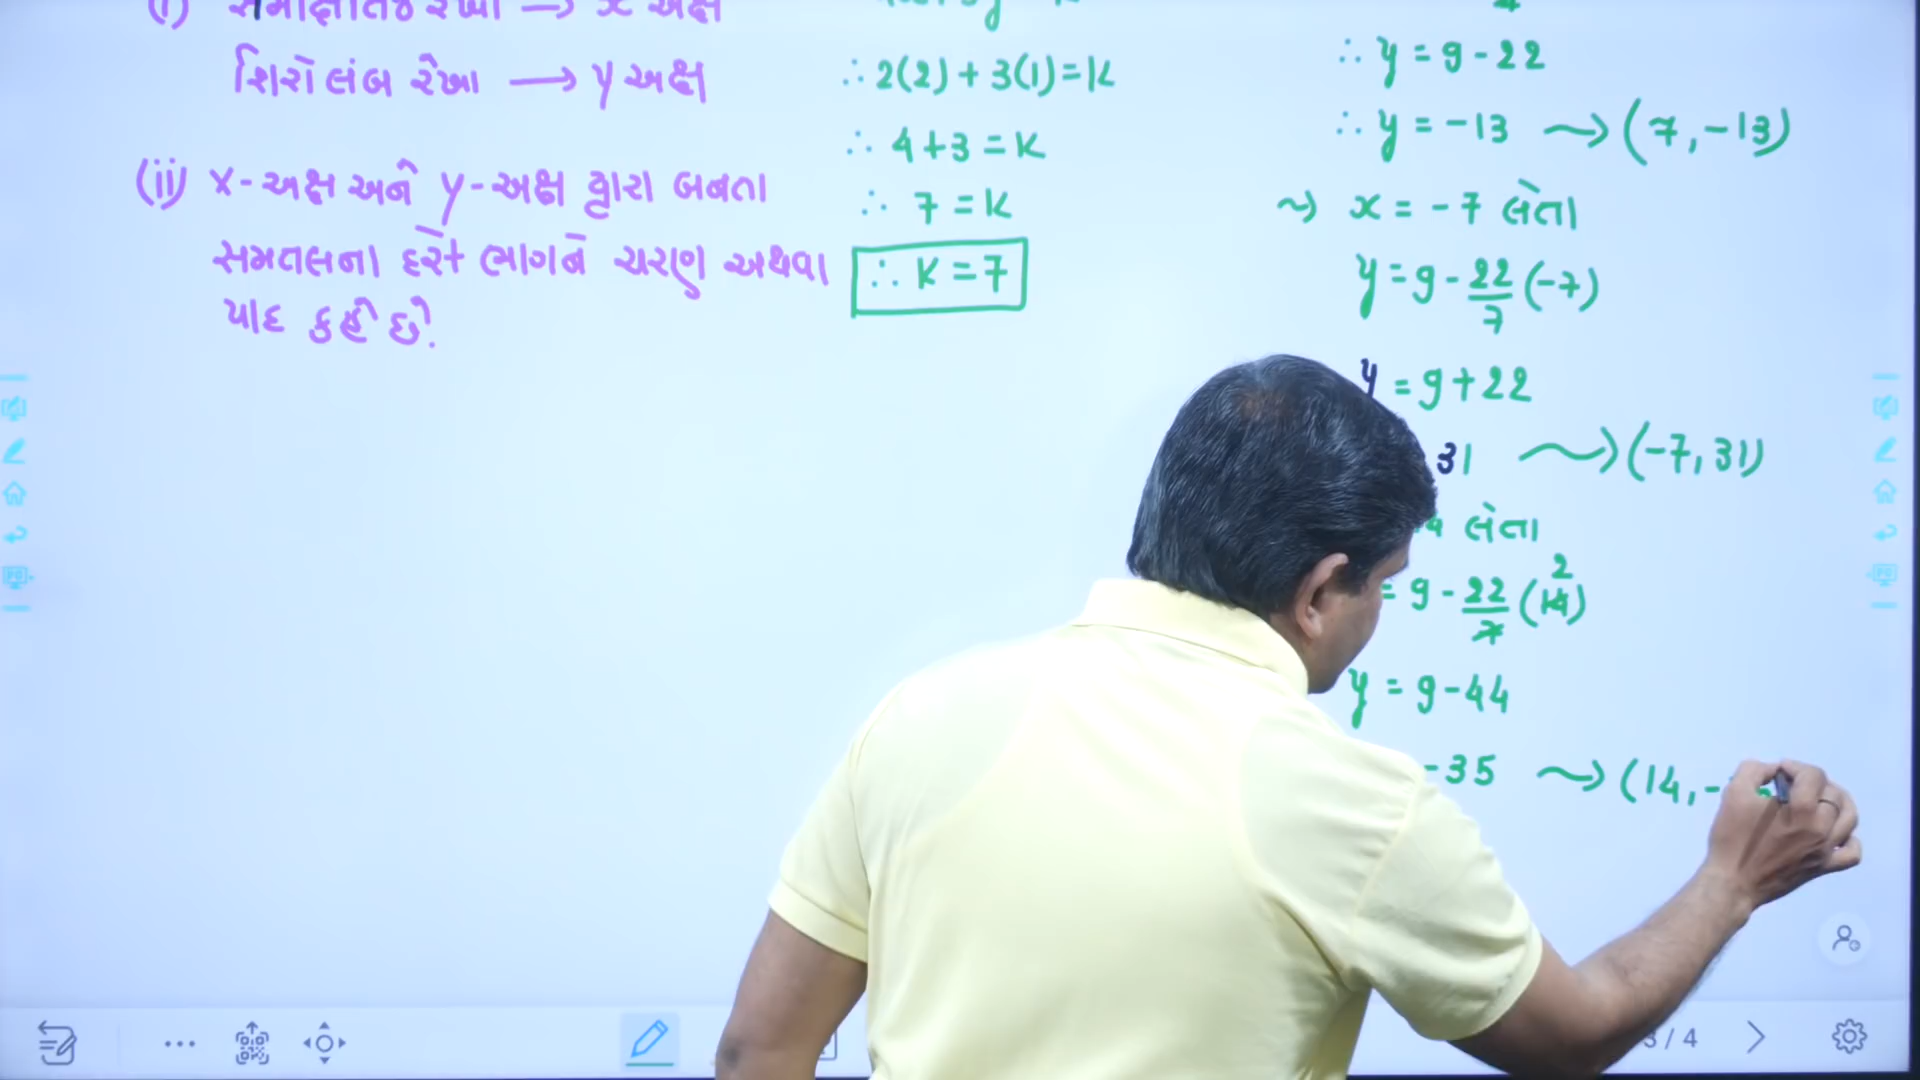 (i) સમક્ષિતિજ રેખા → x અક્ષ
શિરોલંબ રેખા → y અક્ષ
(ii) x-અક્ષ અને y-અક્ષ દ્વારા બનતા
સમતલના દરેક ભાગને ચરણ અથવા
પાદ કહે છે.
∴ 2(2) + 3(1) = K
∴ 4+3 = K
∴ 7 = K
∴ K = 7
∴ y = 9 - 22
∴ y = -13 → (7, -13)
→ x = -7 લેતા
y = 9 - 22/7 (-7)
y = 9 + 22
31 → (-7, 31)
લેતા
= 9 - 22/7 (14) 2
y = 9 - 44
-35 → (14, -
3 / 4